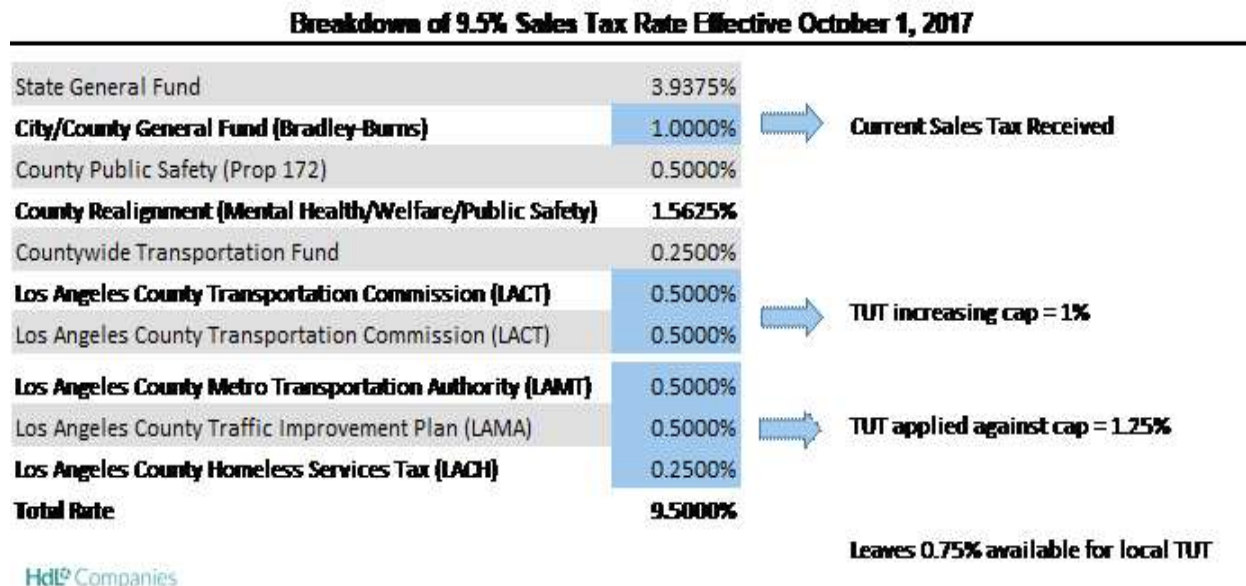 Breakdown of 9.5% Sales Tax Rate Effective October 1, 2017
State General Fund 3.9375%
City/County General Fund (Bradley-Burns) 1.0000% Current Sales Tax Received
County Public Safety (Prop 172) 0.5000%
County Realignment (Mental Health/Welfare/Public Safety) 1.5625%
Countywide Transportation Fund 0.2500%
Los Angeles County Transportation Commission (LACT) 0.5000%
TUT increasing cap = 1%
Los Angeles County Transportation Commission (LACT) 0.5000%
Los Angeles County Metro Transportation Authority (LAMT) 0.5000%
Los Angeles County Traffic Improvement Plan (LAMA) 0.5000% TUT applied against cap = 1.25%
Los Angeles County Homeless Services Tax (LACH) 0.2500%
Total Rate 9.5000%
Leaves 0.75% available for local TUT
HdL Companies